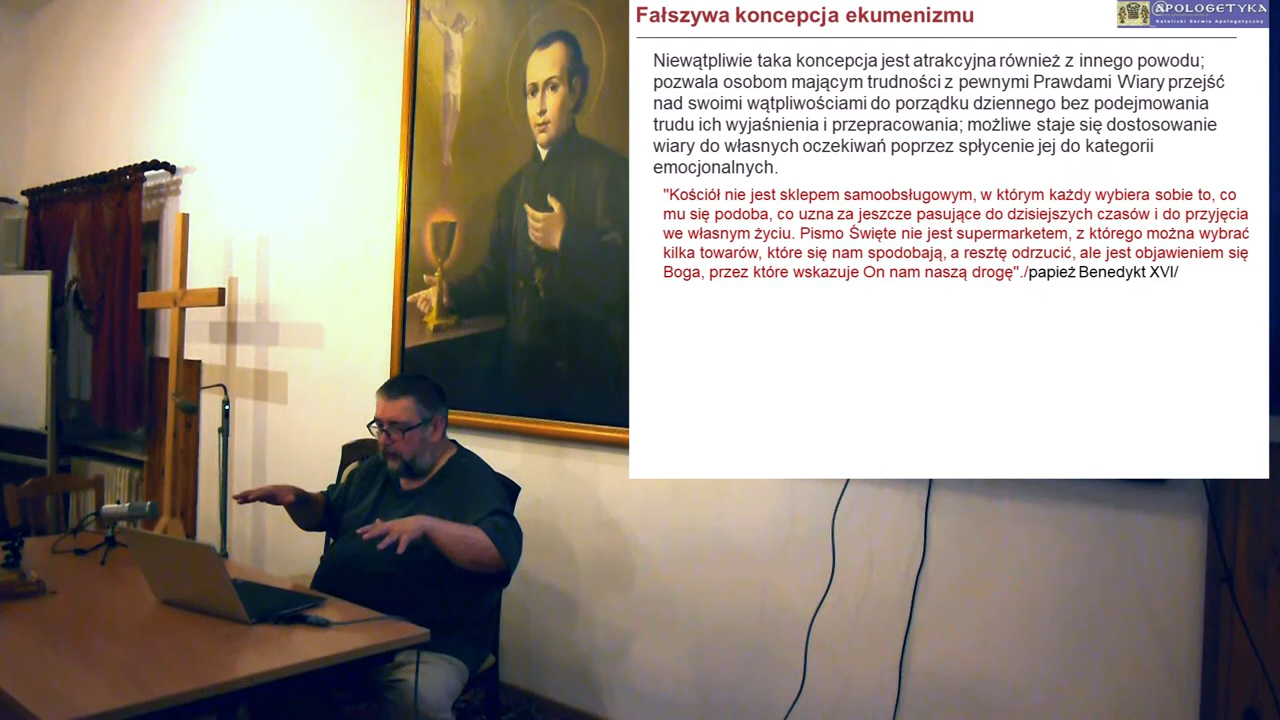 Fałszywa koncepcja ekumenizmu
APOLOGETYKA
Katolicki Serwis Apologetyczny
Niewątpliwie taka koncepcja jest atrakcyjna również z innego powodu;
pozwala osobom mającym trudności z pewnymi Prawdami Wiary przejść
nad swoimi wątpliwościami do porządku dziennego bez podejmowania
trudu ich wyjaśnienia i przepracowania; możliwe staje się dostosowanie
wiary do własnych oczekiwań poprzez spłycenie jej do kategorii
emocjonalnych.
"Kościół nie jest sklepem samoobsługowym, w którym każdy wybiera sobie to, co
mu się podoba, co uzna za jeszcze pasujące do dzisiejszych czasów i do przyjęcia
we własnym życiu. Pismo Święte nie jest supermarketem, z którego można wybrać
kilka towarów, które się nam spodobają, a resztę odrzucić, ale jest objawieniem się
Boga, przez które wskazuje On nam naszą drogę"./papież Benedykt XVI/